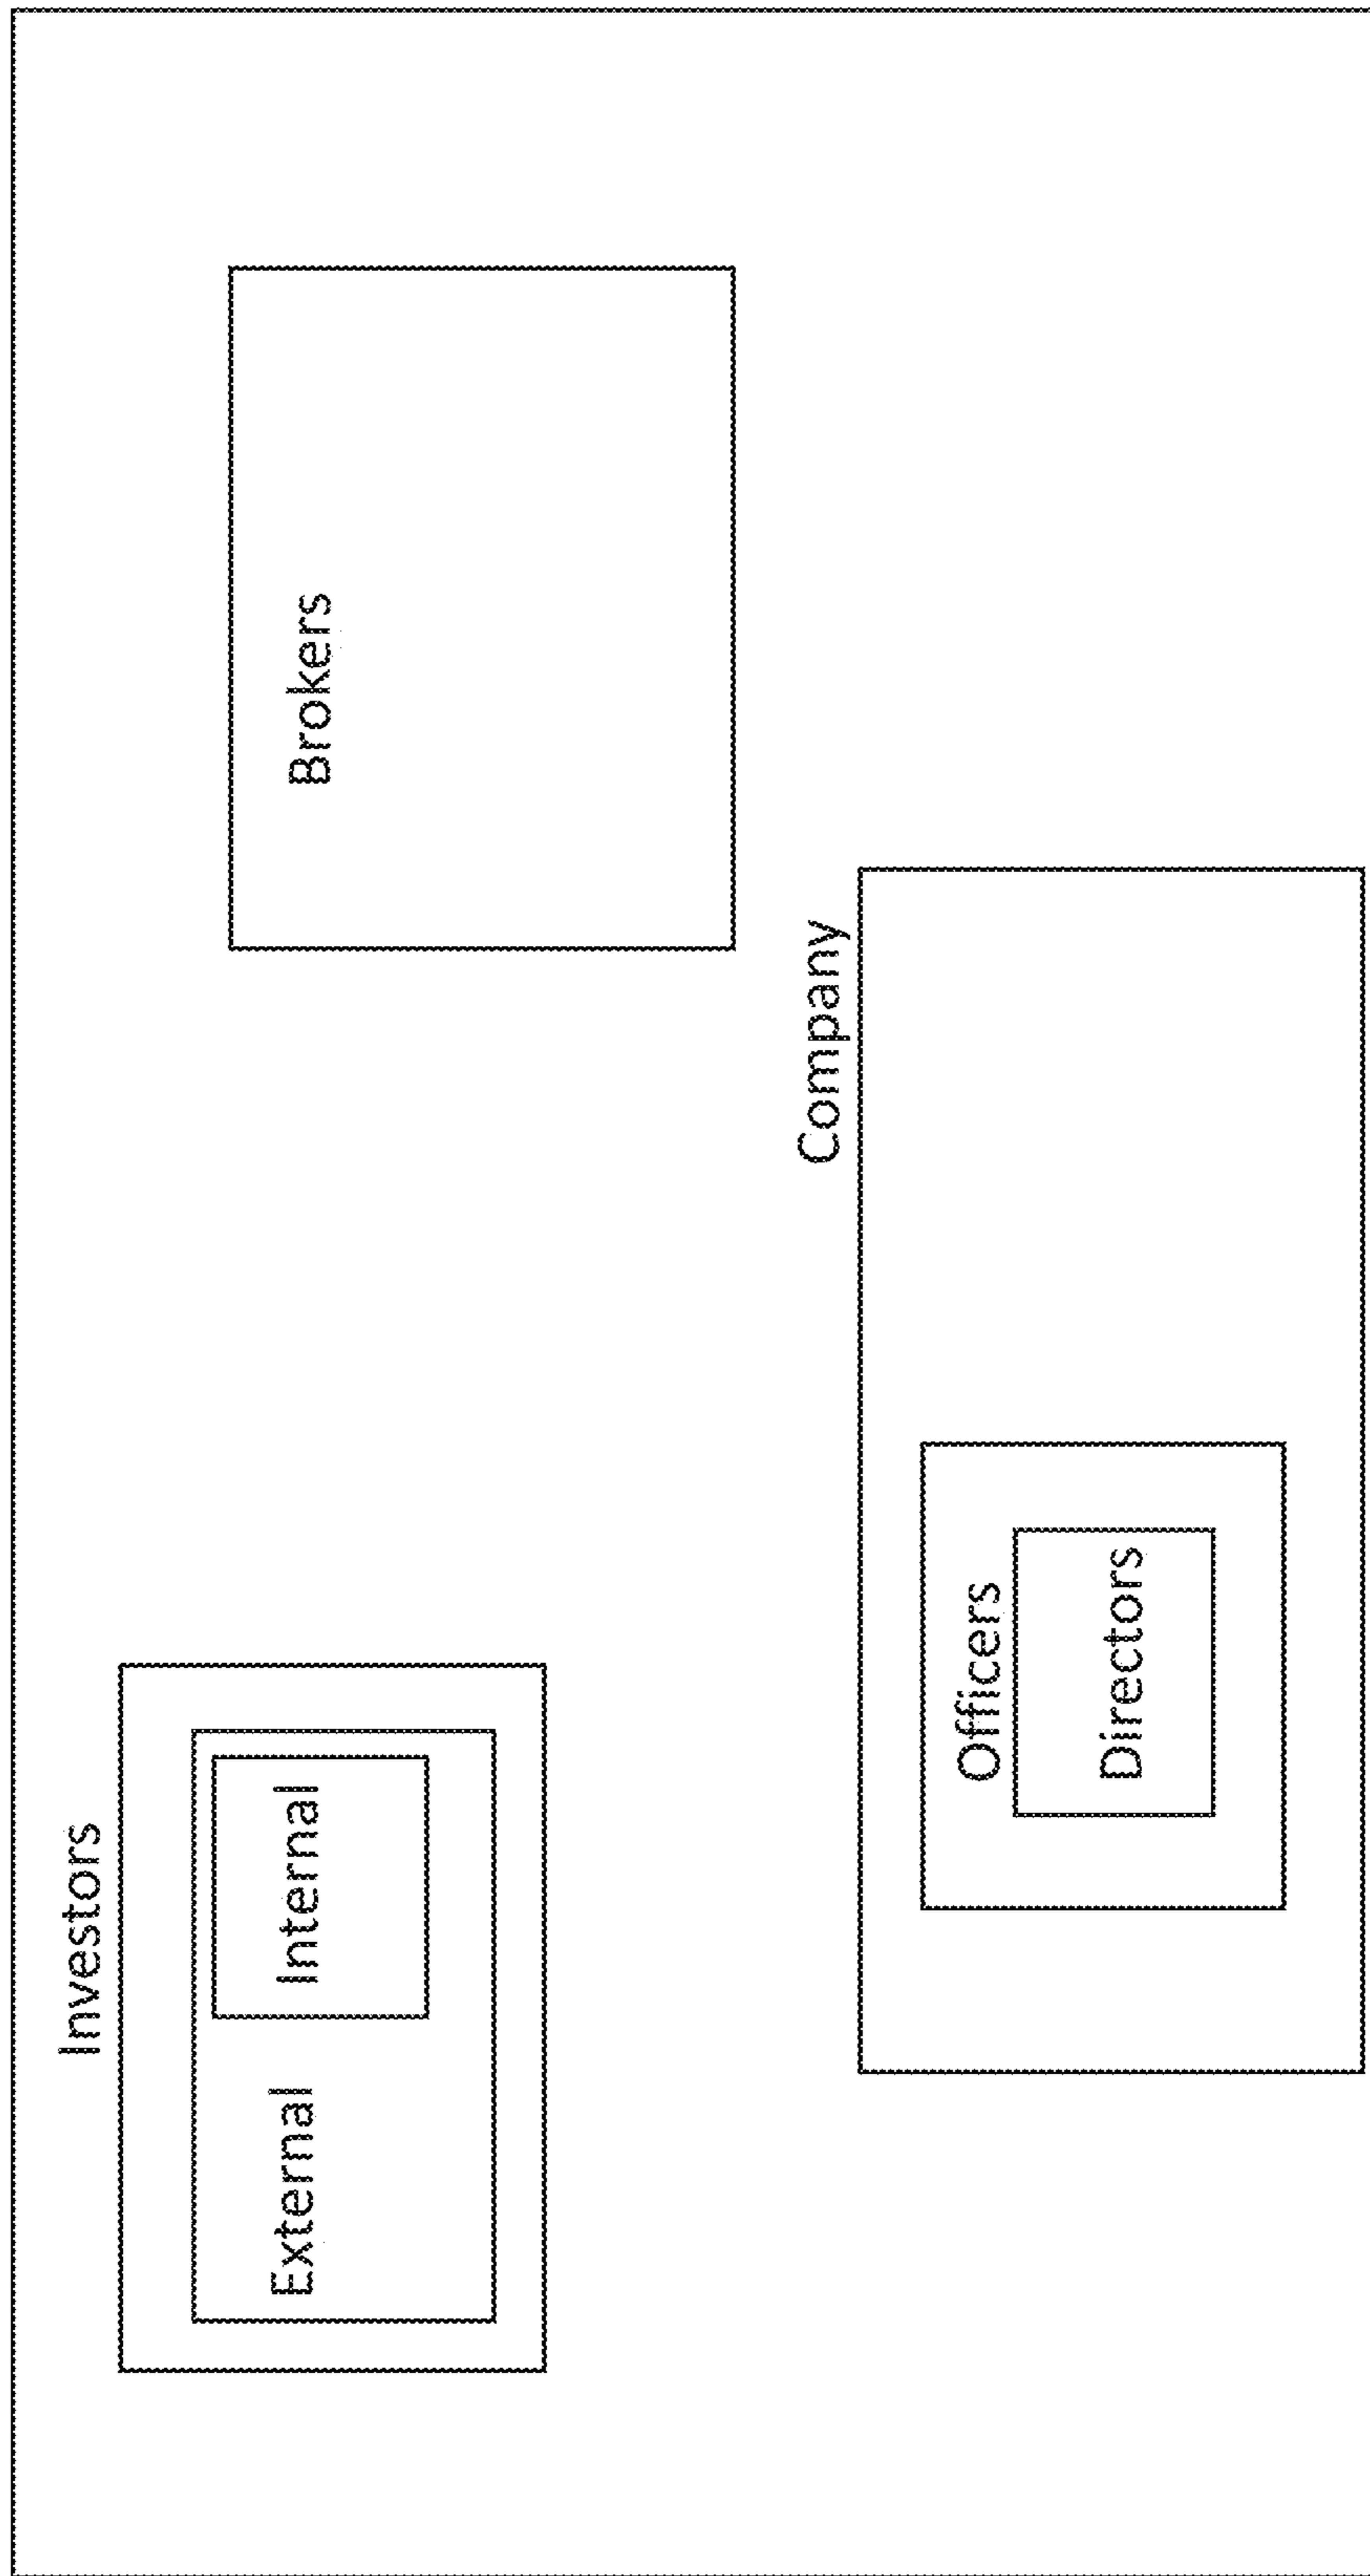 Investors
External
Internal
Brokers
Company
Officers
Directors